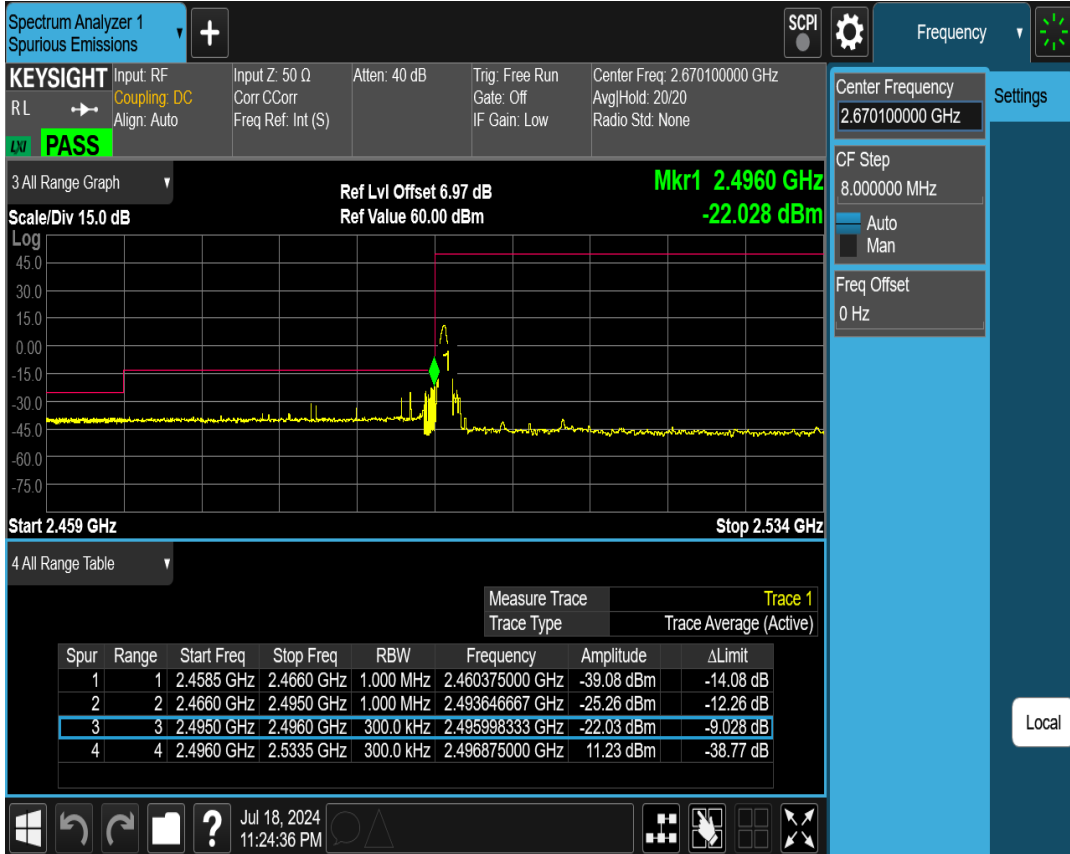 Spectrum Analyzer 1
Spurious Emissions
+
SCPI
Frequency
KEYSIGHT
RL
LXI
PASS
Input: RF
Coupling: DC
Align: Auto
Input Z: 50 Ω
Corr CCorr
Freq Ref: Int (S)
Atten: 40 dB
Trig: Free Run
Gate: Off
IF Gain: Low
Center Freq: 2.670100000 GHz
Avg|Hold: 20/20
Radio Std: None
Center Frequency
2.670100000 GHz
Settings
CF Step
8.000000 MHz
Auto
Man
Freq Offset
0 Hz
Local
3 All Range Graph
Scale/Div 15.0 dB
Ref Lvl Offset 6.97 dB
Ref Value 60.00 dBm
Mkr1 2.4960 GHz
-22.028 dBm
Log
45.0
30.0
15.0
0.00
-15.0
-30.0
-45.0
-60.0
-75.0
1
Start 2.459 GHz Stop 2.534 GHz
4 All Range Table
Measure Trace Trace 1
Trace Type Trace Average (Active)
Spur Range Start Freq Stop Freq RBW Frequency Amplitude ΔLimit
1 1 2.4585 GHz 2.4660 GHz 1.000 MHz 2.460375000 GHz -39.08 dBm -14.08 dB
2 2 2.4660 GHz 2.4950 GHz 1.000 MHz 2.493646667 GHz -25.26 dBm -12.26 dB
3 3 2.4950 GHz 2.4960 GHz 300.0 kHz 2.495998333 GHz -22.03 dBm -9.028 dB
4 4 2.4960 GHz 2.5335 GHz 300.0 kHz 2.496875000 GHz 11.23 dBm -38.77 dB
?
Jul 18, 2024
11:24:36 PM